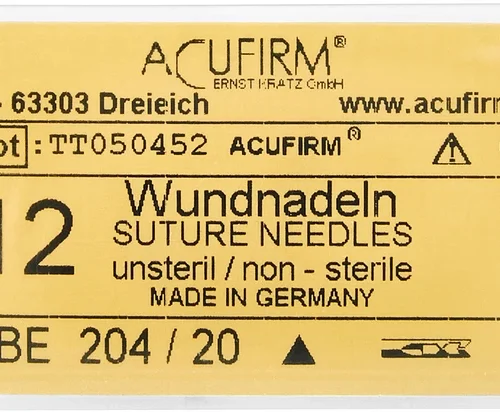 ACUFIRM®
ERNST KRATZ GmbH
- 63303 Dreieich www.acufirm
ot : TT050452 ACUFIRM®
12 Wundnadeln
SUTURE NEEDLES
unsteril / non - sterile
MADE IN GERMANY
BE 204 / 20